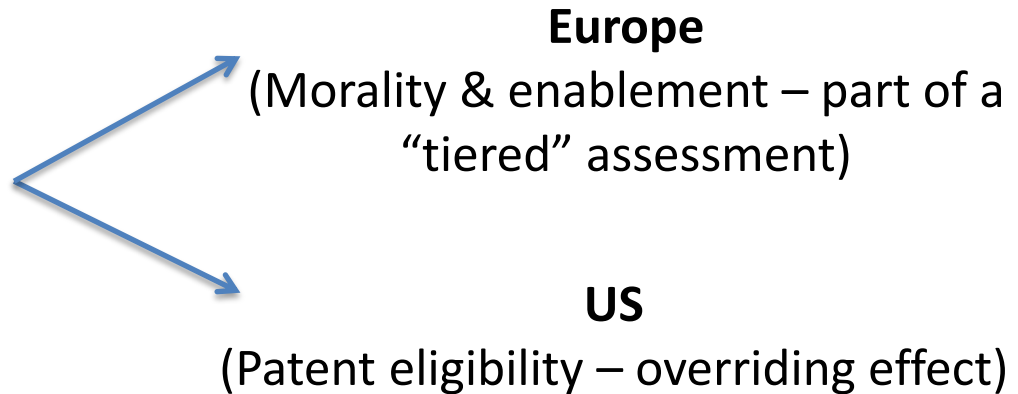 Europe
(Morality & enablement – part of a
“tiered” assessment)
US
(Patent eligibility – overriding effect)